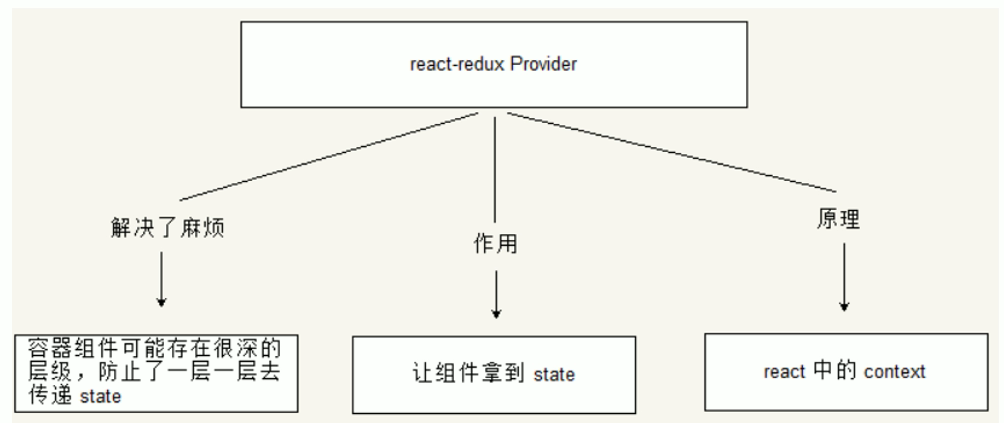 react-redux Provider
解决了麻烦
作用
原理
容器组件可能存在很深的
层级，防止了一层一层去
传递 state
让组件拿到 state
react 中的 context